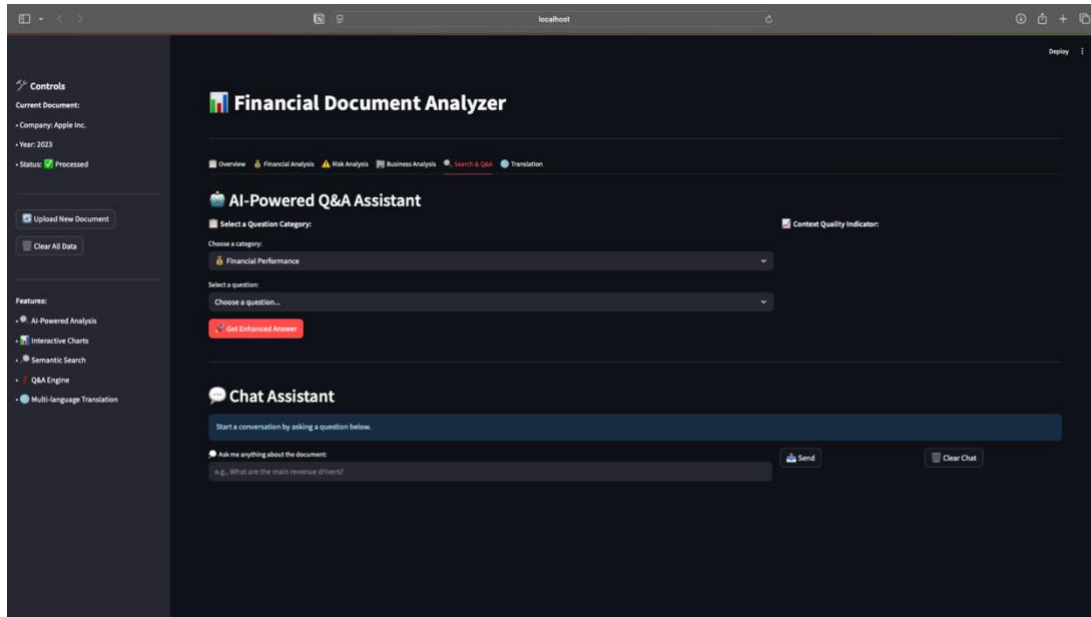 localhost
Deploy
Controls
Current Document:
• Company: Apple Inc.
• Year: 2023
• Status: ✅ Processed
Upload New Document
Clear All Data
Features:
• AI-Powered Analysis
• Interactive Charts
• Semantic Search
• Q&A Engine
• Multi-language Translation
Financial Document Analyzer
Overview Financial Analysis Risk Analysis Business Analysis Search & Q&A Translation
AI-Powered Q&A Assistant
Select a Question Category:
Context Quality Indicator:
Choose a category:
Financial Performance
Select a question:
Choose a question...
Get Enhanced Answer
Chat Assistant
Start a conversation by asking a question below.
Ask me anything about the document:
e.g., What are the main revenue drivers?
Send
Clear Chat